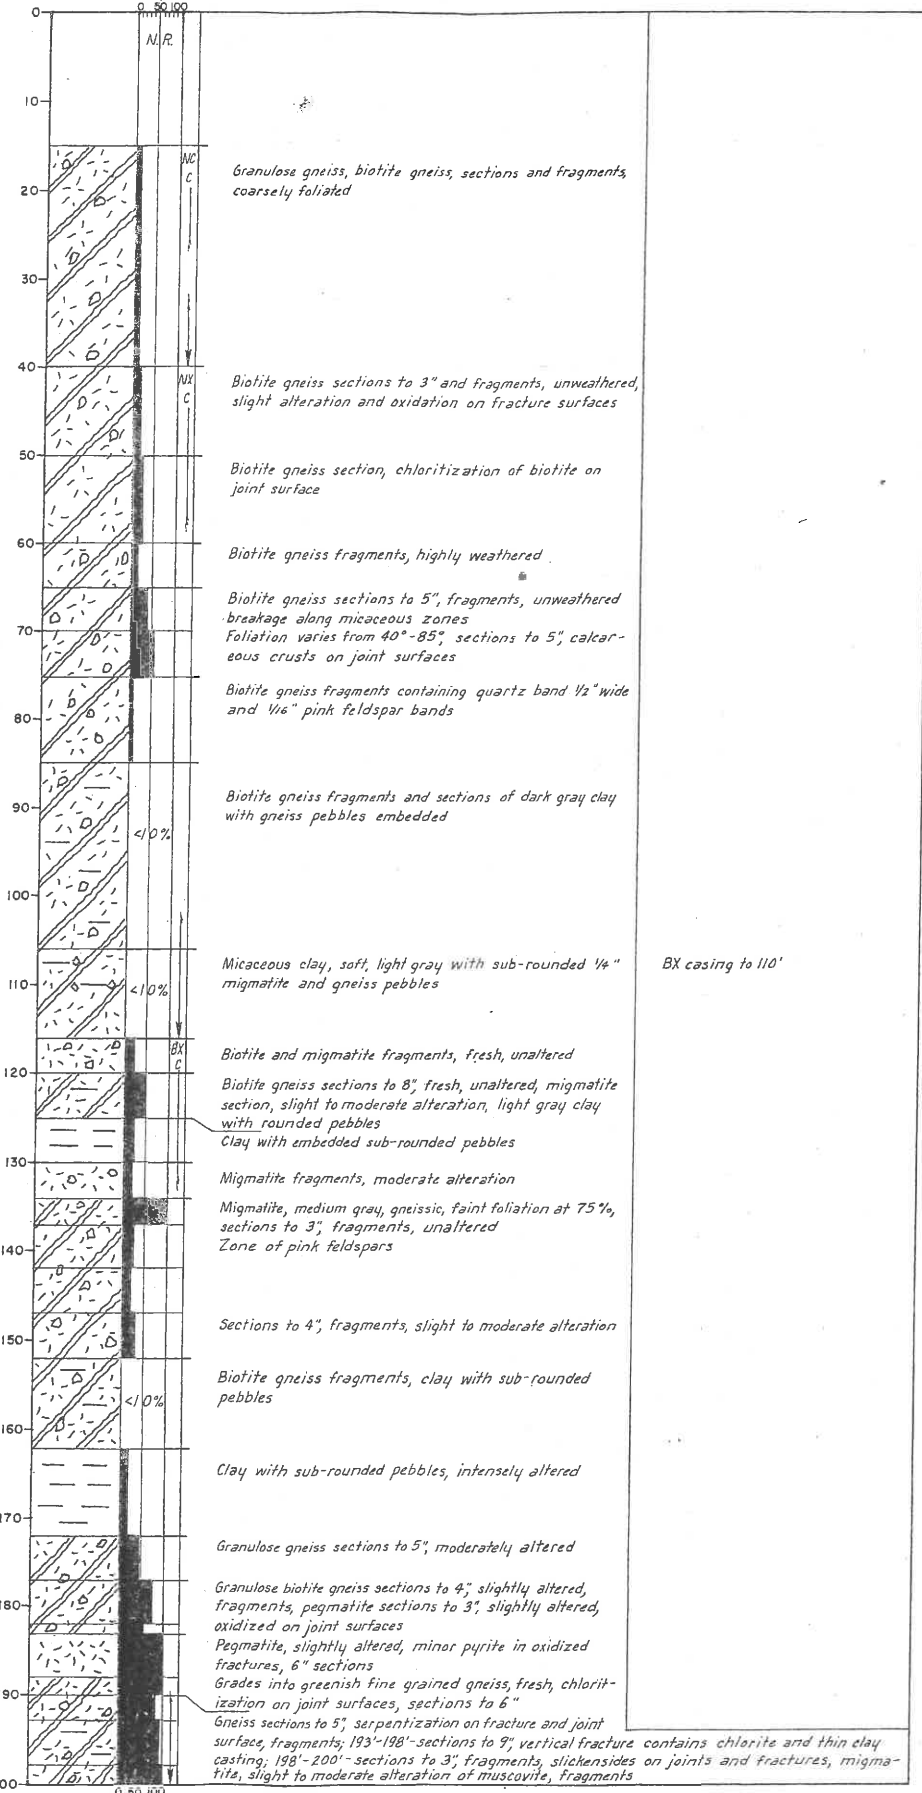 0 50 100
0
N. R.
10
NC
C
Granulose gneiss, biotite gneiss, sections and fragments,
coarsely foliated
20
30
40
NX
C
Biotite gneiss sections to 3" and fragments, unweathered,
slight alteration and oxidation on fracture surfaces
50
Biotite gneiss section, chloritization of biotite on
joint surface
60
Biotite gneiss fragments, highly weathered
Biotite gneiss sections to 5", fragments, unweathered
breakage along micaceous zones
70
Foliation varies from 40°-85°, sections to 5", calcar-
eous crusts on joint surfaces
Biotite gneiss fragments containing quartz band 1/2" wide
and 1/16" pink feldspar bands
80
Biotite gneiss fragments and sections of dark gray clay
with gneiss pebbles embedded
90
<10%
100
Micaceous clay, soft, light gray with sub-rounded 1/4"
migmatite and gneiss pebbles
BX casing to 110'
110
<10%
BX
C
Biotite and migmatite fragments, fresh, unaltered
120
Biotite gneiss sections to 8", fresh, unaltered, migmatite
section, slight to moderate alteration, light gray clay
with rounded pebbles
Clay with embedded sub-rounded pebbles
130
Migmatite fragments, moderate alteration
Migmatite, medium gray, gneissic, faint foliation at 75%,
sections to 3", fragments, unaltered
Zone of pink feldspars
140
Sections to 4", fragments, slight to moderate alteration
150
Biotite gneiss fragments, clay with sub-rounded
pebbles
<10%
160
Clay with sub-rounded pebbles, intensely altered
170
Granulose gneiss sections to 5", moderately altered
Granulose biotite gneiss sections to 4", slightly altered,
fragments, pegmatite sections to 3", slightly altered,
oxidized on joint surfaces
180
Pegmatite, slightly altered, minor pyrite in oxidized
fractures, 6" sections
Grades into greenish fine grained gneiss, fresh, chlorit-
ization on joint surfaces, sections to 6"
90
Gneiss sections to 5", serpentization on fracture and joint
surface, fragments; 193'-198'-sections to 9", vertical fracture contains chlorite and thin clay
casting; 198'-200'-sections to 3", fragments, slickensides on joints and fractures, migma-
tite, slight to moderate alteration of muscovite, fragments
00
0 50 100